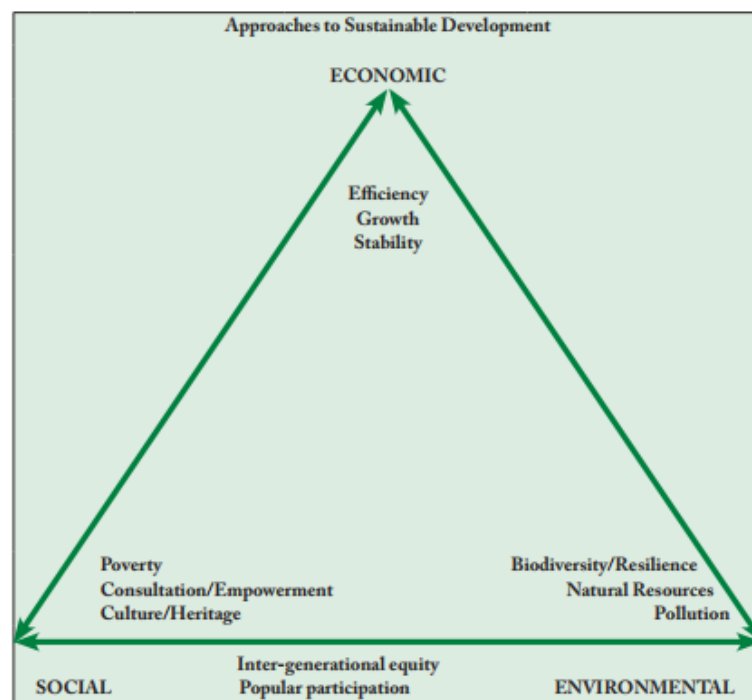 Approaches to Sustainable Development
ECONOMIC
Efficiency
Growth
Stability
Poverty
Consultation/Empowerment
Culture/Heritage
Biodiversity/Resilience
Natural Resources
Pollution
Inter-generational equity
Popular participation
SOCIAL
ENVIRONMENTAL